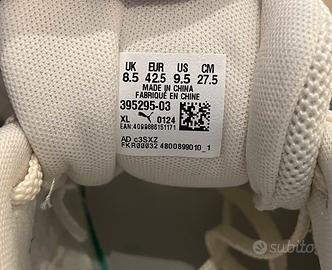 UK EUR US CM
8.5 42.5 9.5 27.5
MADE IN CHINA
FABRIQUÉ EN CHINE
395295-03
XL 0124
EAN:4099686151171
AD c3SXZ
FKR00032 4800899010_1
subito